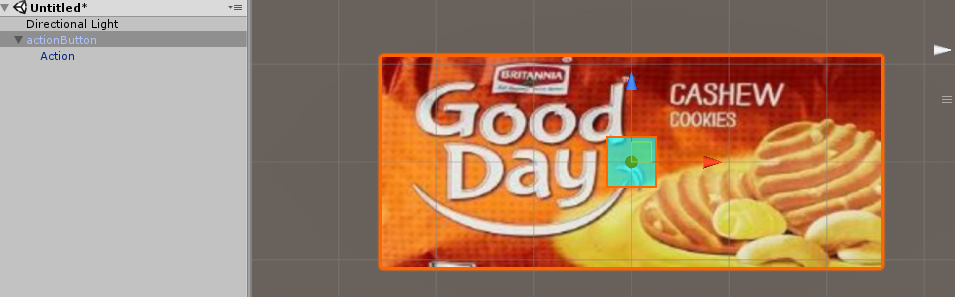 Untitled*
Directional Light
actionButton
Action
BRITANNIA
Good
Day
CASHEW
COOKIES